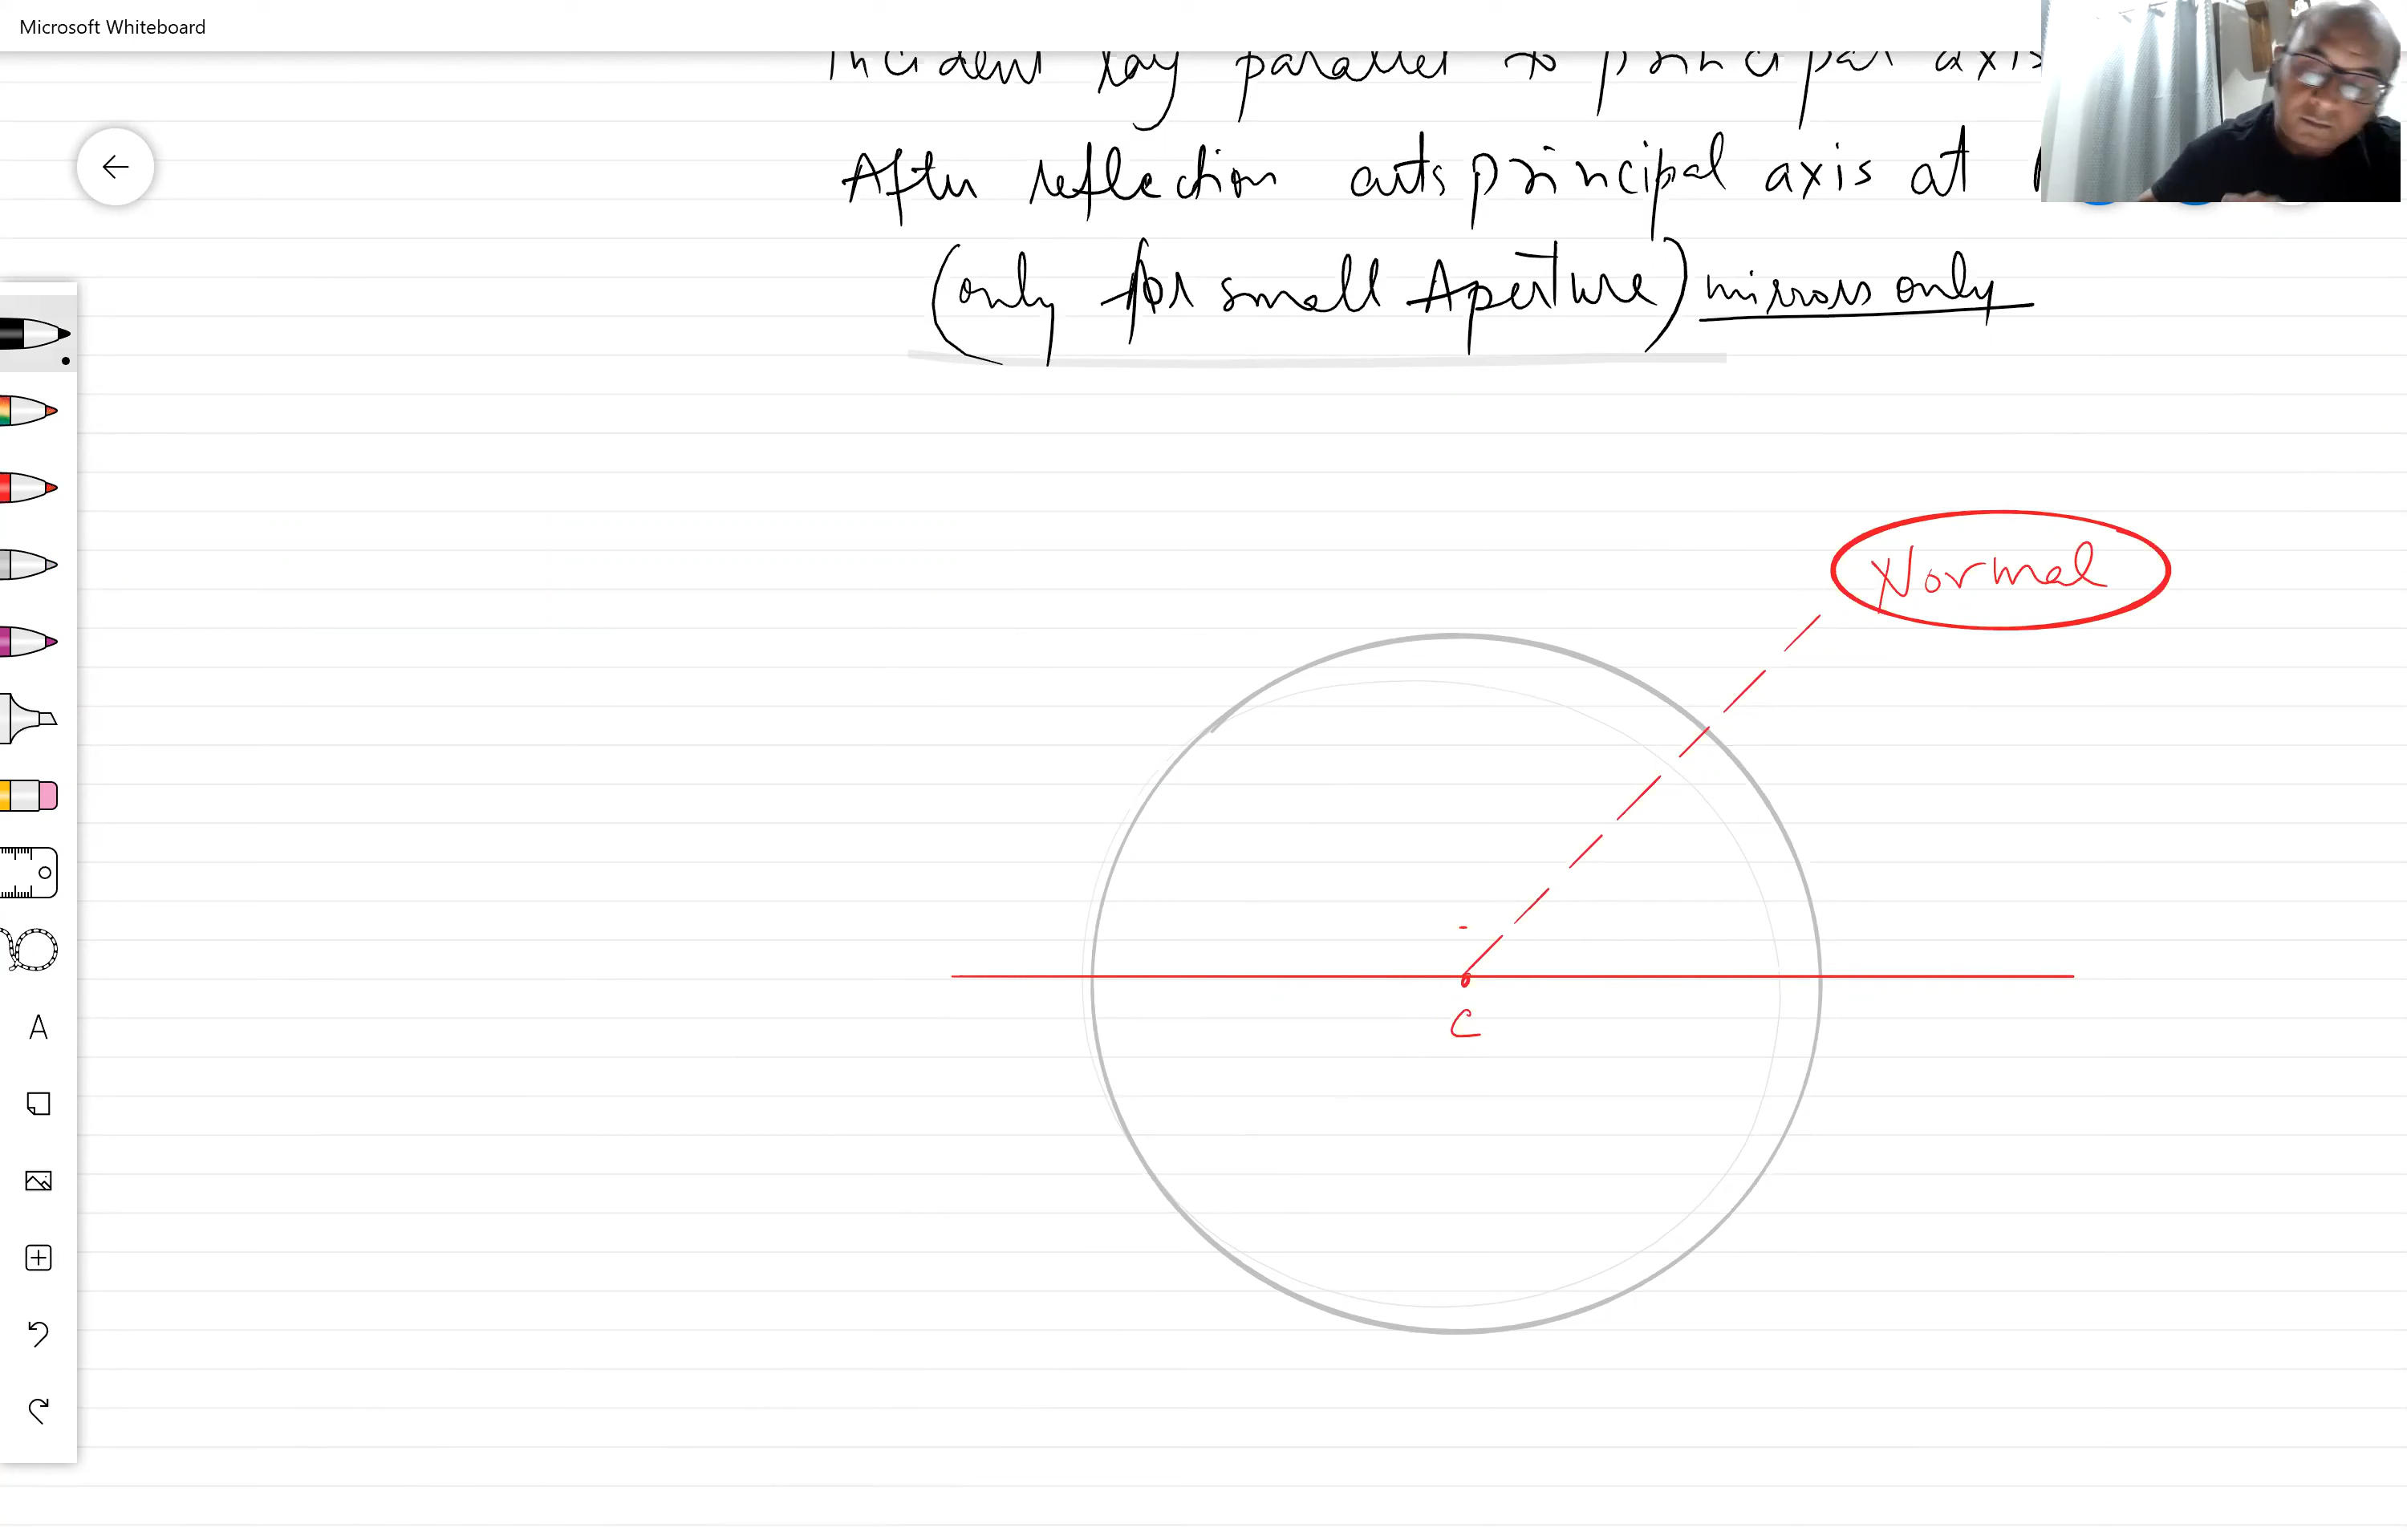 Microsoft Whiteboard
Incident ray parallel to principal axis
After reflection cuts principal axis at
(only for small Aperture) mirrors only
Normal
C
A